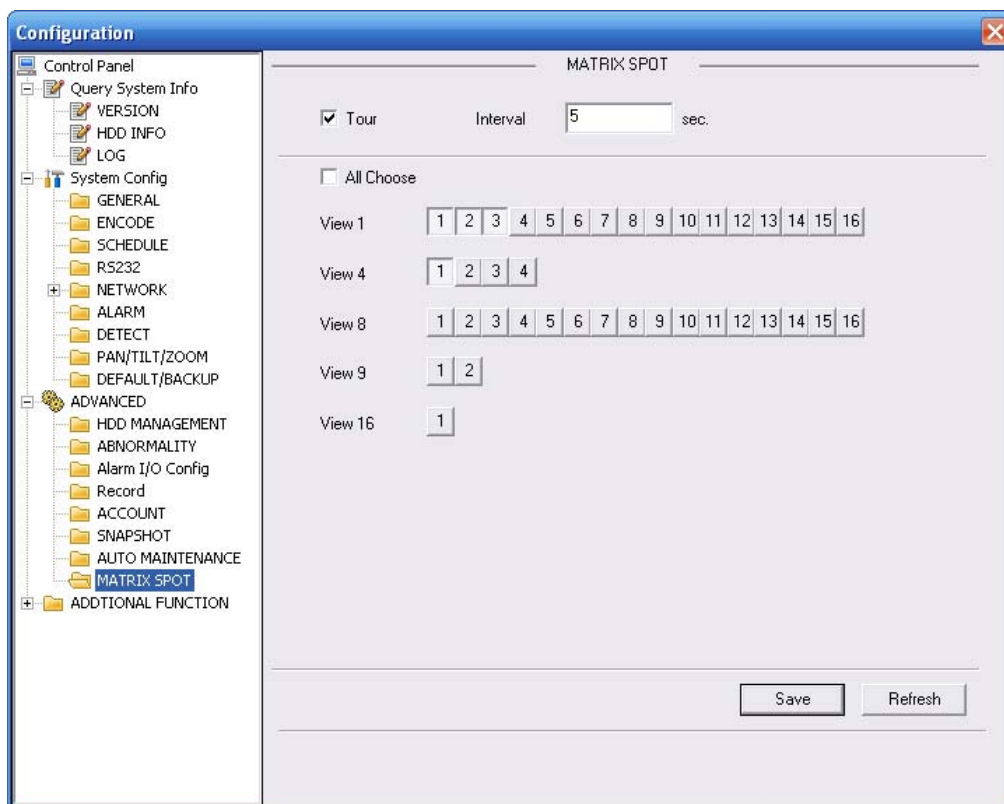 Configuration
Control Panel
Query System Info
VERSION
HDD INFO
LOG
System Config
GENERAL
ENCODE
SCHEDULE
RS232
NETWORK
ALARM
DETECT
PAN/TILT/ZOOM
DEFAULT/BACKUP
ADVANCED
HDD MANAGEMENT
ABNORMALITY
Alarm I/O Config
Record
ACCOUNT
SNAPSHOT
AUTO MAINTENANCE
MATRIX SPOT
ADDTIONAL FUNCTION
MATRIX SPOT
Tour Interval 5 sec.
All Choose
View 1 1 2 3 4 5 6 7 8 9 10 11 12 13 14 15 16
View 4 1 2 3 4
View 8 1 2 3 4 5 6 7 8 9 10 11 12 13 14 15 16
View 9 1 2
View 16 1
Save Refresh